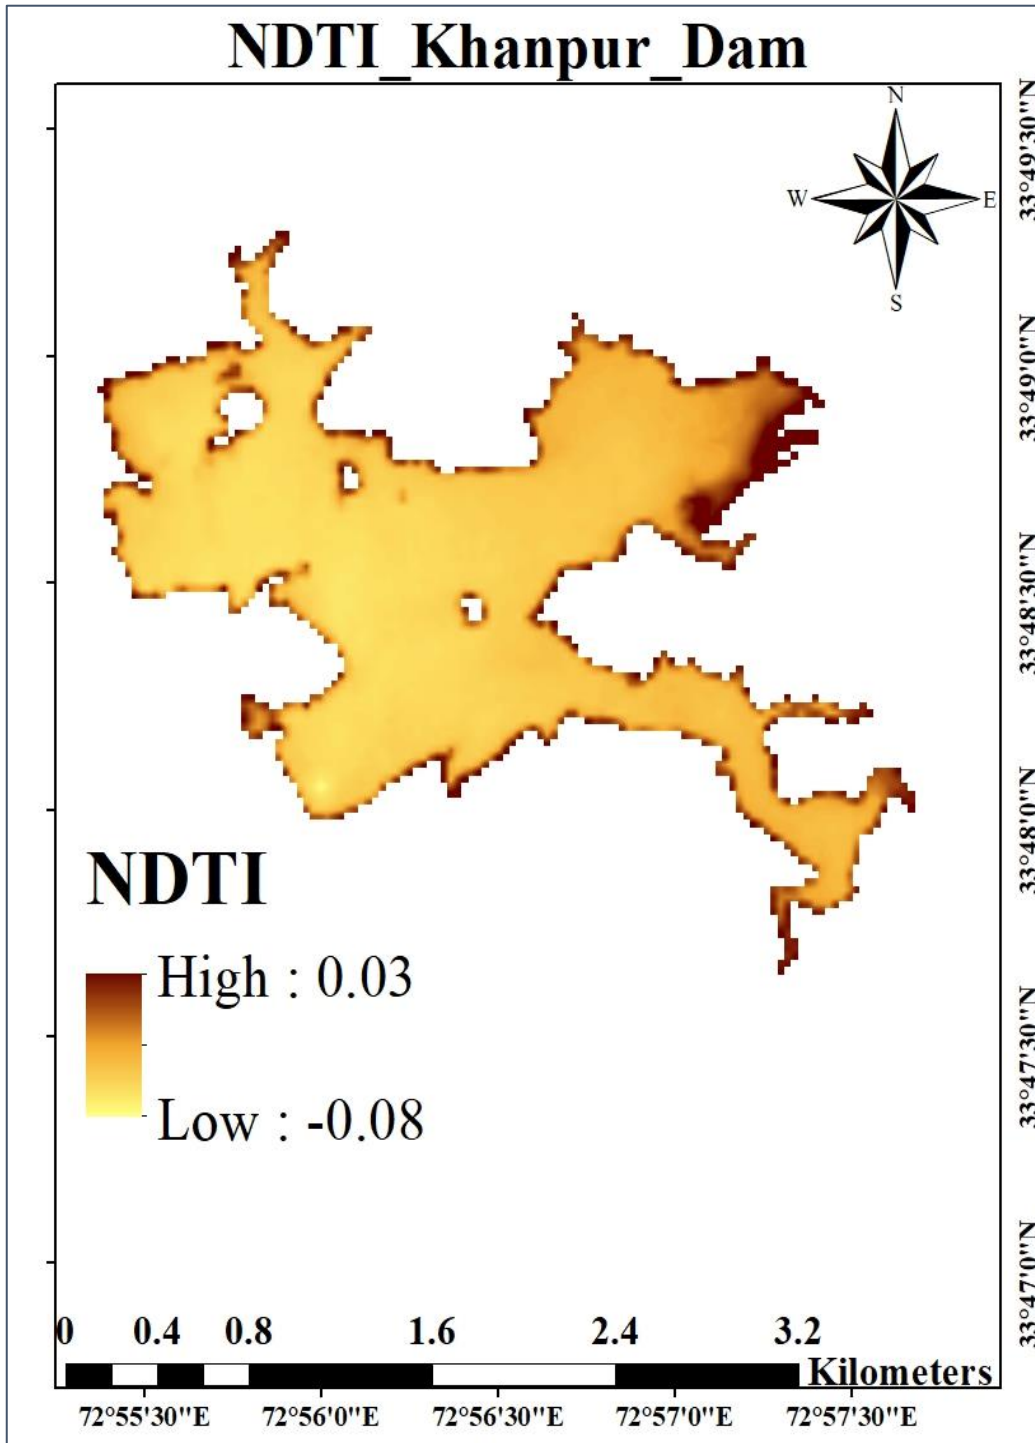 NDTI_Khanpur_Dam
N
W E
S
33°49'30"N
33°49'0"N
33°48'30"N
33°48'0"N
33°47'30"N
33°47'0"N
NDTI
High : 0.03
Low : -0.08
0 0.4 0.8 1.6 2.4 3.2
Kilometers
72°55'30"E 72°56'0"E 72°56'30"E 72°57'0"E 72°57'30"E